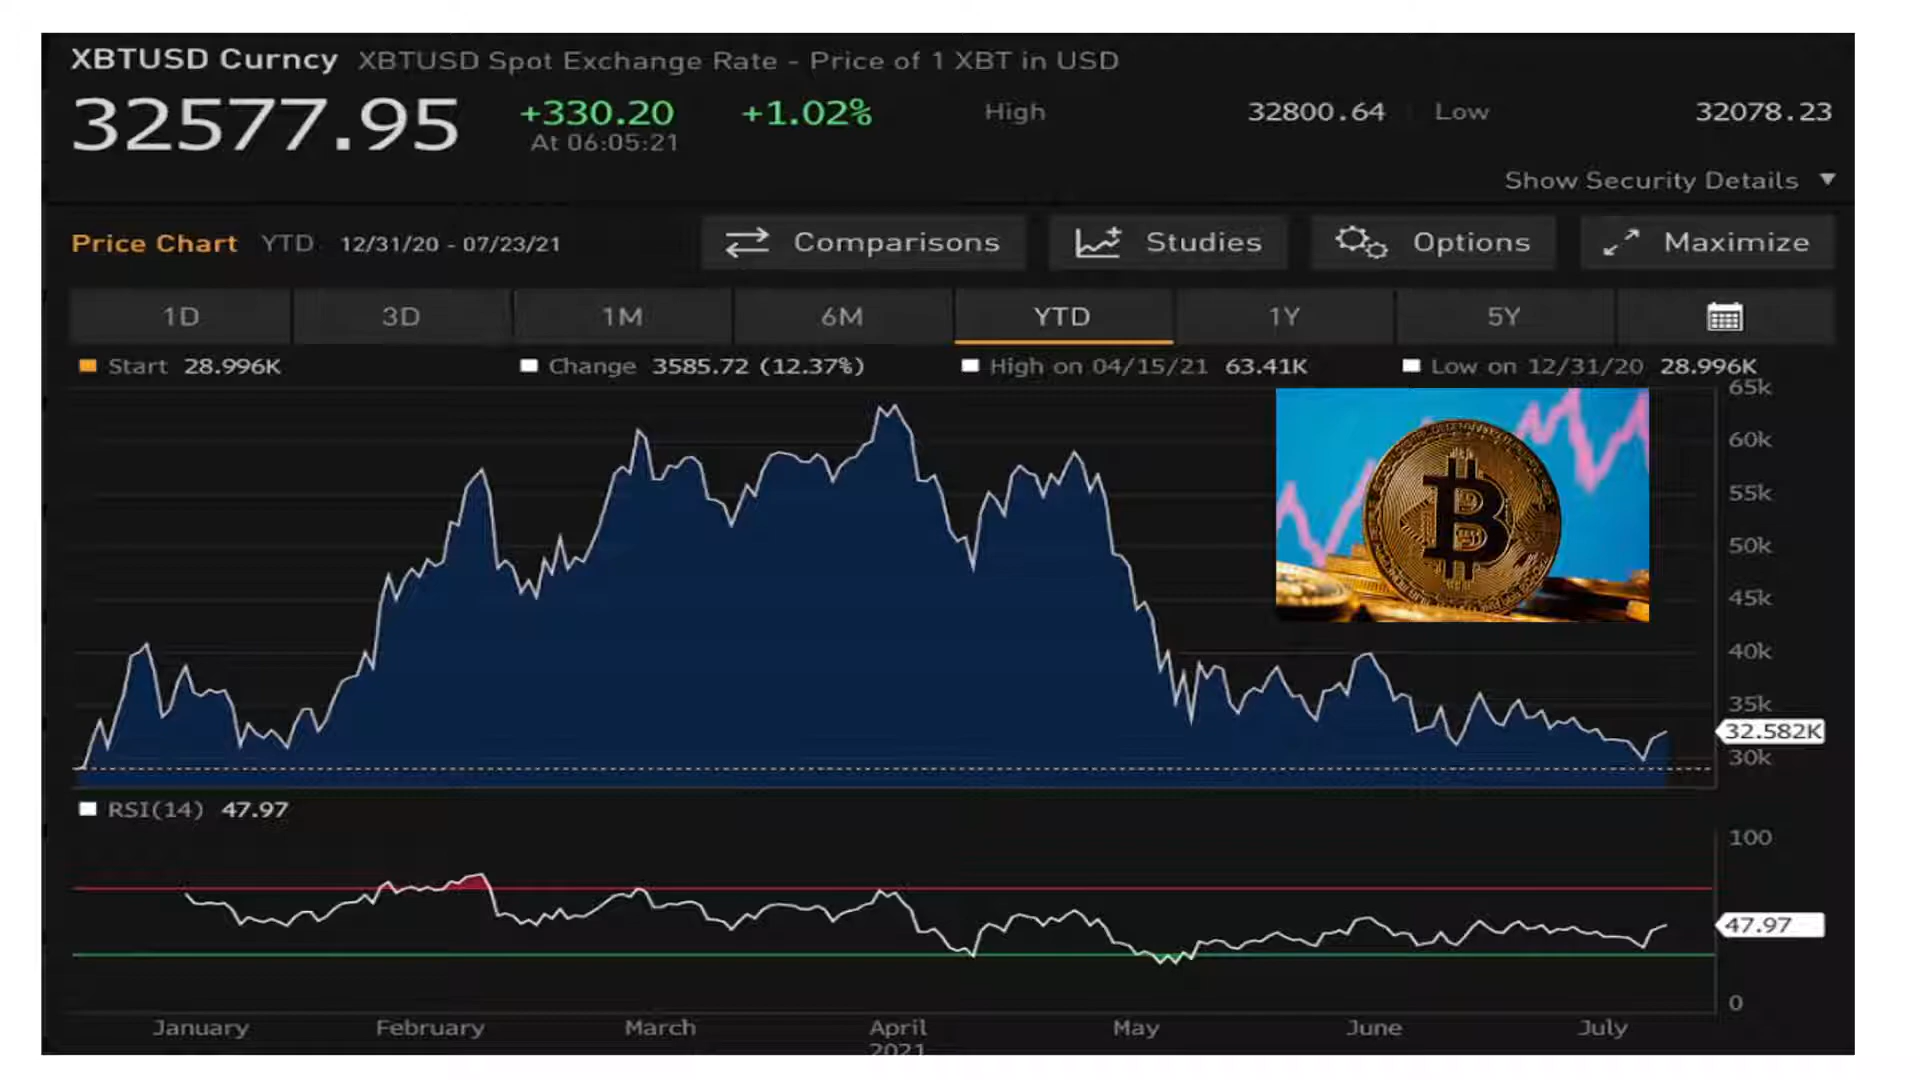 XBTUSD Curncy XBTUSD Spot Exchange Rate - Price of 1 XBT in USD
32577.95 +330.20 +1.02% High 32800.64 Low 32078.23
At 06:05:21
Show Security Details
Price Chart YTD 12/31/20 - 07/23/21 Comparisons Studies Options Maximize
1D 3D 1M 6M YTD 1Y 5Y
Start 28.996K Change 3585.72 (12.37%) High on 04/15/21 63.41K Low on 12/31/20 28.996K
65k
60k
55k
50k
45k
40k
35k
32.582K
30k
RSI(14) 47.97
100
47.97
0
January February March April May June July
2021